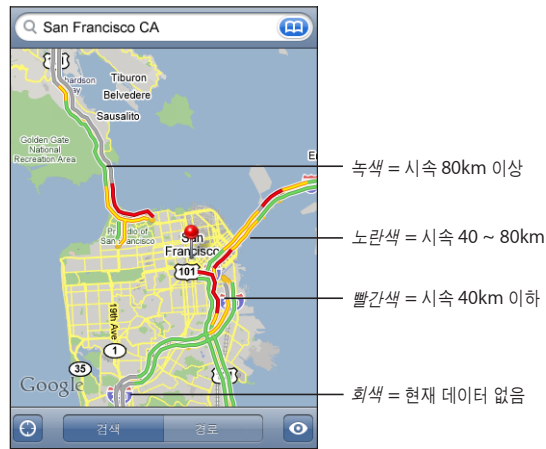 San Francisco CA
Tiburon
Belvedere
Sausalito
Golden Gate
National
Recreation Area
San
Francisco
101
19th Ave
1
35
Google
검색
경로
녹색 = 시속 80km 이상
노란색 = 시속 40 ~ 80km
빨간색 = 시속 40km 이하
회색 = 현재 데이터 없음